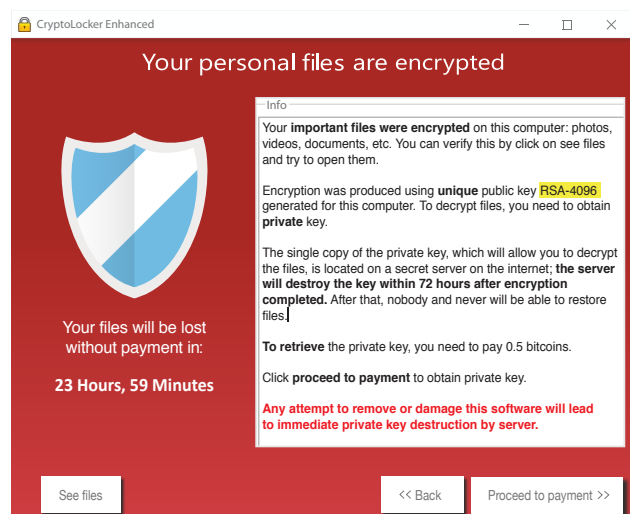 CryptoLocker Enhanced
Your personal files are encrypted
Info
Your important files were encrypted on this computer: photos,
videos, documents, etc. You can verify this by click on see files
and try to open them.
Encryption was produced using unique public key RSA-4096
generated for this computer. To decrypt files, you need to obtain
private key.
The single copy of the private key, which will allow you to decrypt
the files, is located on a secret server on the internet; the server
will destroy the key within 72 hours after encryption
completed. After that, nobody and never will be able to restore
files.
To retrieve the private key, you need to pay 0.5 bitcoins.
Click proceed to payment to obtain private key.
Any attempt to remove or damage this software will lead
to immediate private key destruction by server.
Your files will be lost
without payment in:
23 Hours, 59 Minutes
See files
<< Back
Proceed to payment >>